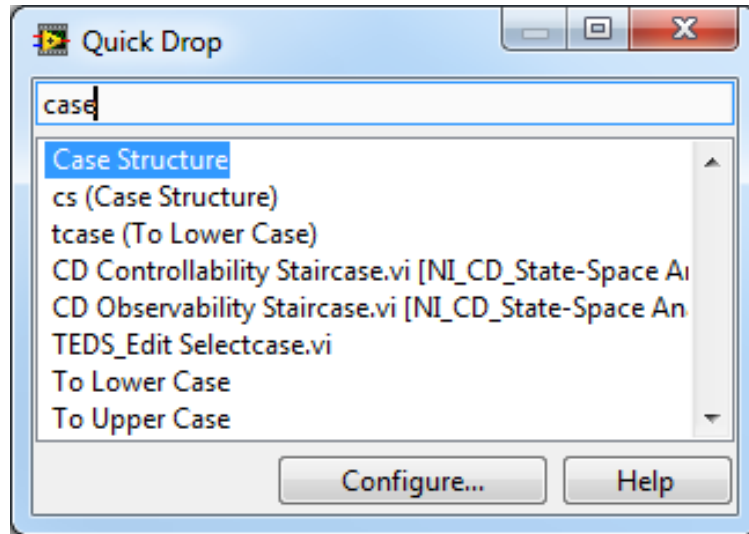 Quick Drop
case
Case Structure
cs (Case Structure)
tcase (To Lower Case)
CD Controllability Staircase.vi [NI_CD_State-Space
CD Observability Staircase.vi [NI_CD_State-Space An
TEDS_Edit Selectcase.vi
To Lower Case
To Upper Case
Configure... Help